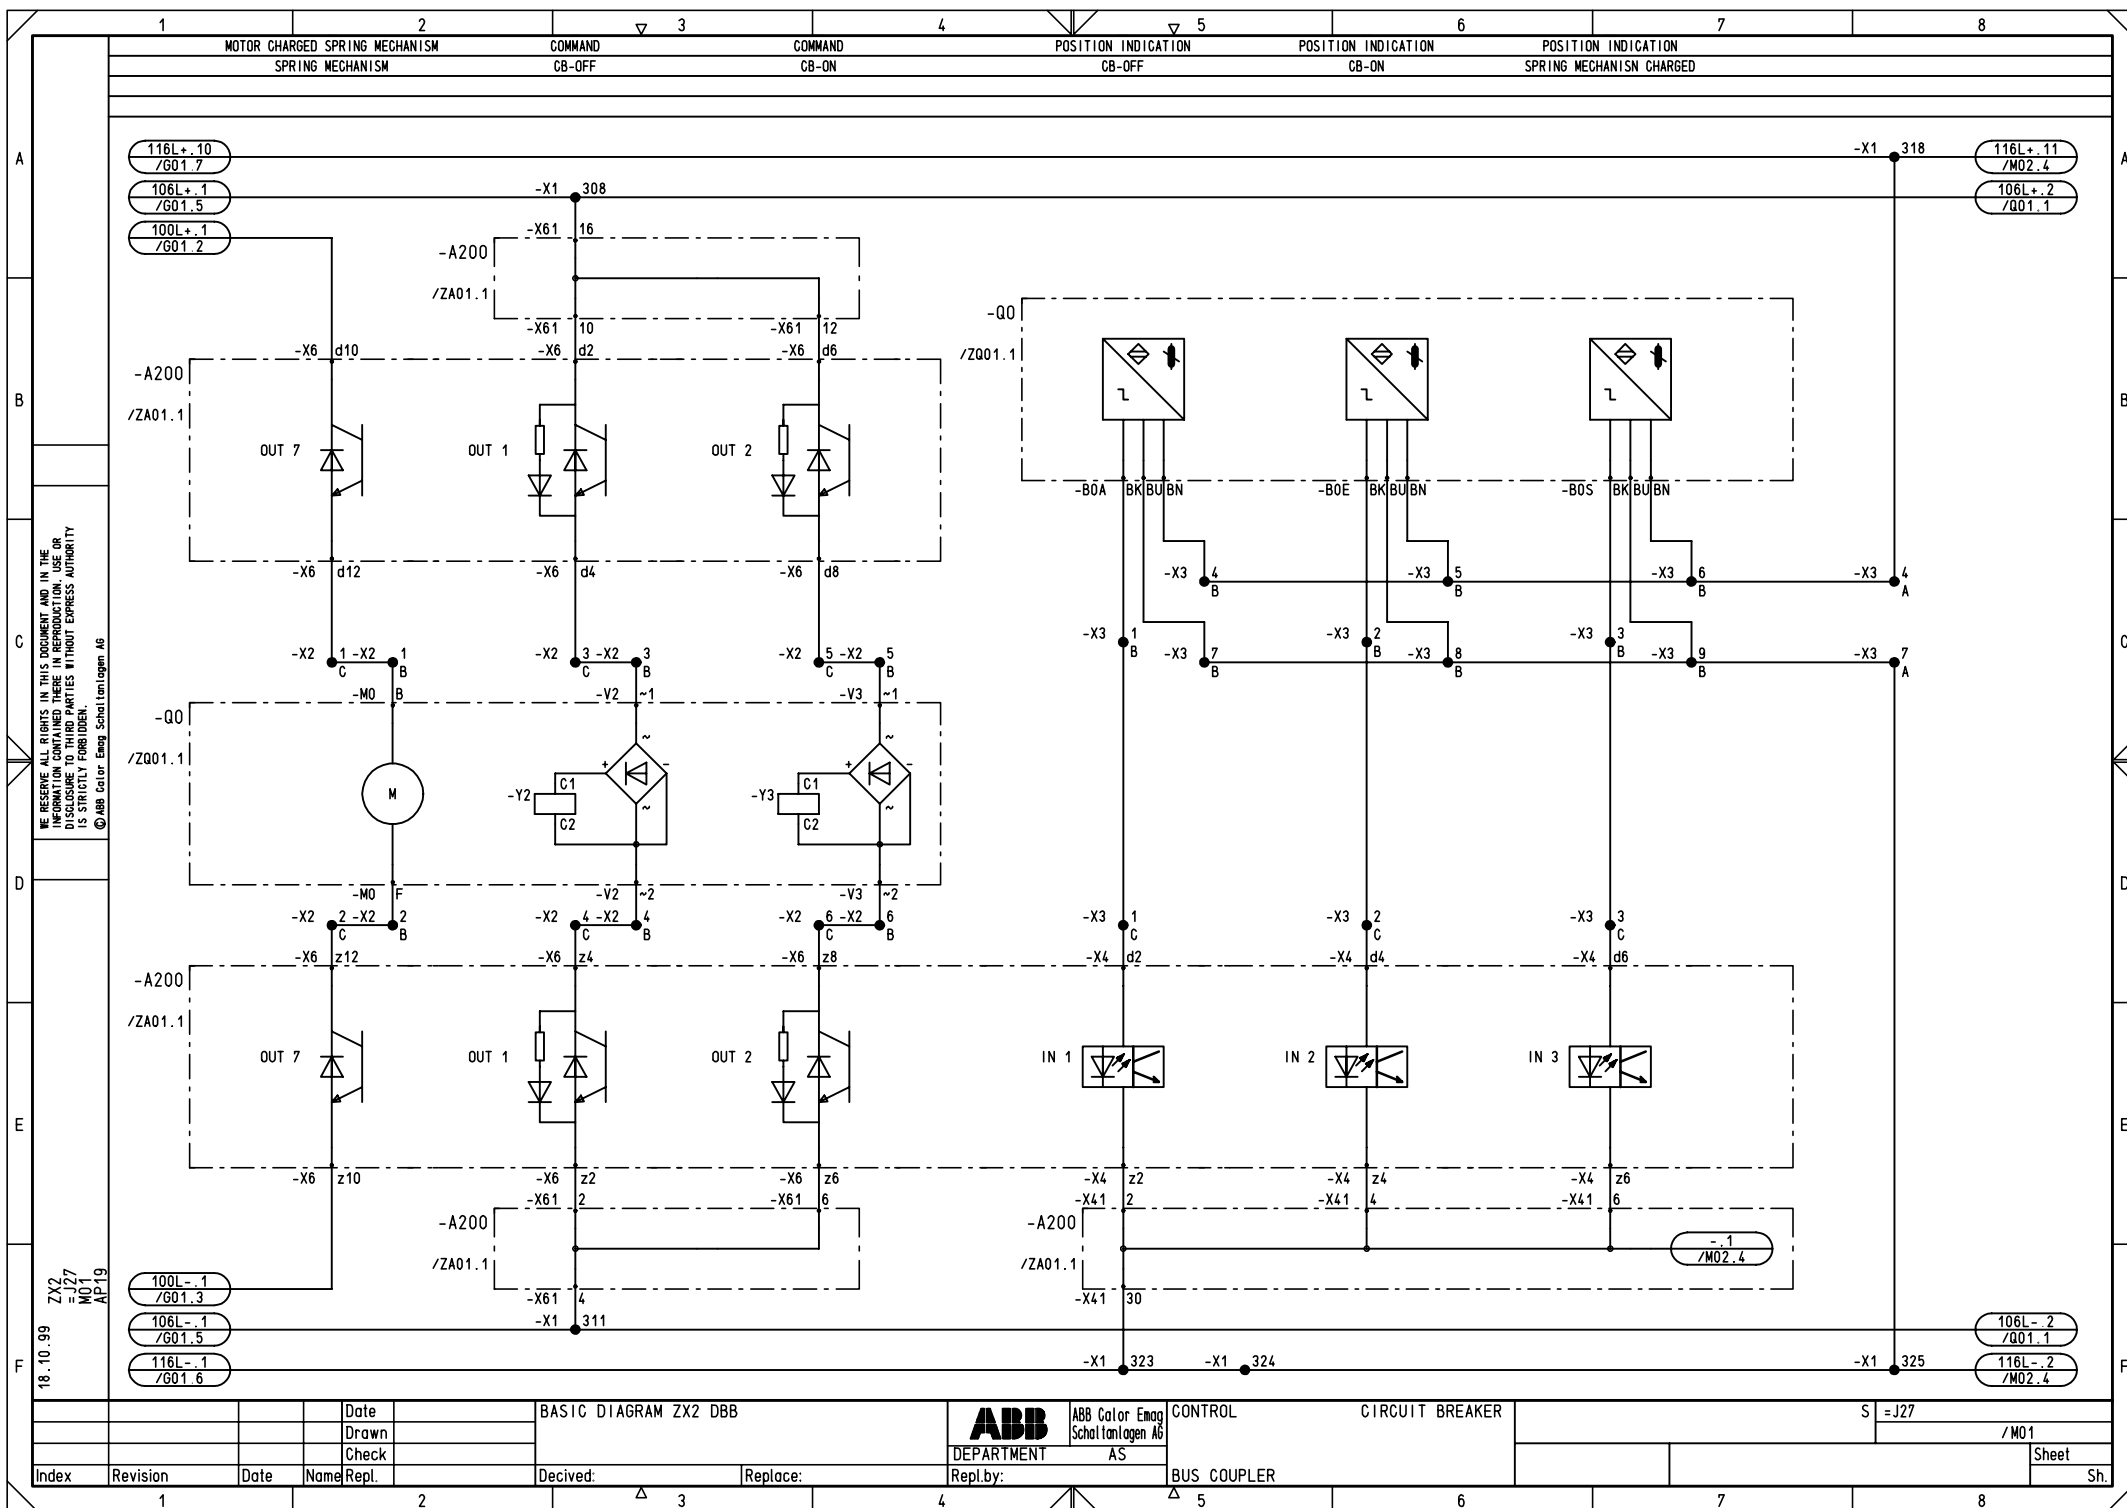 1 2 3 4 5 6 7 8
MOTOR CHARGED SPRING MECHANISM COMMAND COMMAND POSITION INDICATION POSITION INDICATION POSITION INDICATION
SPRING MECHANISM CB-OFF CB-ON CB-OFF CB-ON SPRING MECHANISN CHARGED
A 116L+.10 -X1 318 116L+.11 A
/G01.7 /M02.4
106L+.1 -X1 308 106L+.2
/G01.5 /Q01.1
100L+.1 -X61 16
/G01.2
-A200
/ZA01.1
-Q0
-X61 10 -X61 12
-X6 d10 -X6 d2 -X6 d6 /ZQ01.1
-A200
B B
/ZA01.1
OUT 7 OUT 1 OUT 2
-B0A BK BU BN -B0E BK BU BN -B0S BK BU BN
-X6 d12 -X6 d4 -X6 d8 -X3 4 -X3 5 -X3 6 -X3 4
B B B A
C -X3 1 -X3 2 -X3 3 C
B B B
-X2 1 -X2 1 -X2 3 -X2 3 -X2 5 -X2 5 -X3 7 -X3 8 -X3 9 -X3 7
C B C B C B B B B A
-M0 B -V2 ~1 -V3 ~1
-Q0
~ ~
/ZQ01.1
+ - + -
M -Y2 C1 -Y3 C1
~ ~
C2 C2
D D
-M0 F -V2 ~2 -V3 ~2
-X2 2 -X2 2 -X2 4 -X2 4 -X2 6 -X2 6 -X3 1 -X3 2 -X3 3
C B C B C B C C C
-X6 z12 -X6 z4 -X6 z8 -X4 d2 -X4 d4 -X4 d6
-A200
/ZA01.1
OUT 7 OUT 1 OUT 2 IN 1 IN 2 IN 3
E E
-X6 z10 -X6 z2 -X6 z6 -X4 z2 -X4 z4 -X4 z6
-X61 2 -X61 6 -X41 2 -X41 4 -X41 6
-A200 -A200
-.1
/ZA01.1 /ZA01.1 /M02.4
100L-.1
/G01.3 -X61 4 -X41 30
106L-.1 -X1 311 106L-.2
/G01.5 /Q01.1
F 116L-.1 -X1 323 -X1 324 -X1 325 116L-.2 F
/G01.6 /M02.4
WE RESERVE ALL RIGHTS IN THIS DOCUMENT AND IN THE
INFORMATION CONTAINED THERE IN REPRODUCTION, USE OR
DISCLOSURE TO THIRD PARTIES WITHOUT EXPRESS AUTHORITY
IS STRICTLY FORBIDDEN.
© ABB Calor Emag Schaltanlagen AG
ZX2
=J27
M01
AP19
18.10.99
Date BASIC DIAGRAM ZX2 DBB ABB ABB Calor Emag CONTROL CIRCUIT BREAKER S =J27
Drawn Schaltanlagen AG /M01
Check DEPARTMENT AS Sheet
Index Revision Date Name Repl. Decived: Replace: Repl.by: BUS COUPLER Sh.
1 2 3 4 5 6 7 8